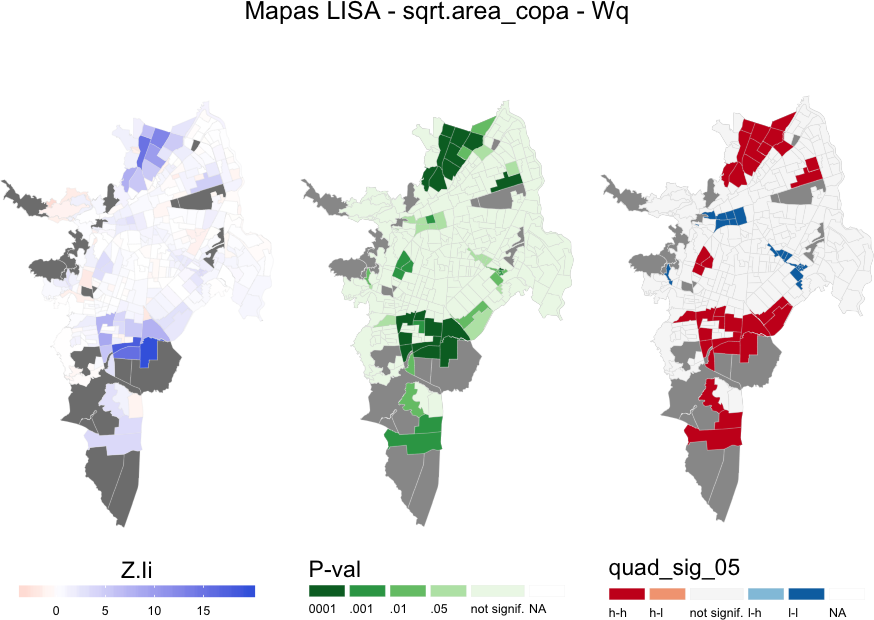 Mapas LISA - sqrt.area_copa - Wq
Z.Ii
0 5 10 15
P-val
0001 .001 .01 .05 not signif. NA
quad_sig_05
h-h h-l not signif. l-h l-l NA